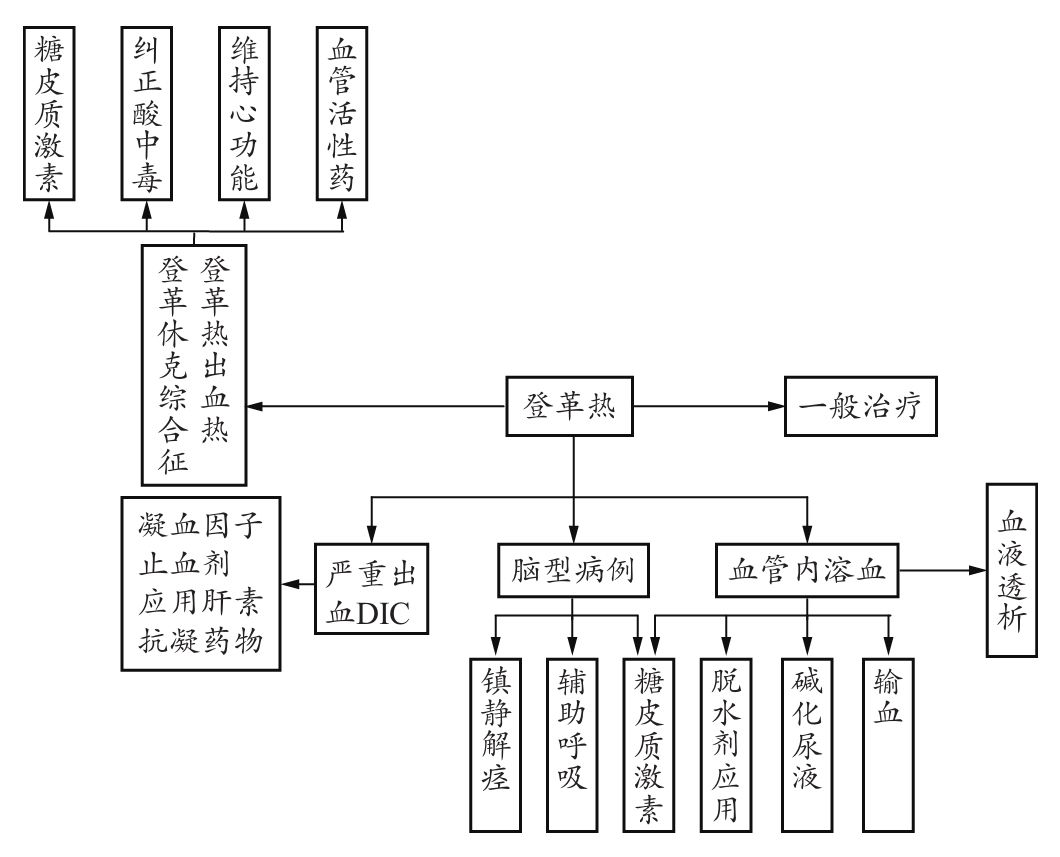 糖皮质激素
纠正酸中毒
维持心功能
血管活性药
登革休克综合征
登革热出血热
登革热
一般治疗
凝血因子
止血剂
应用肝素
抗凝药物
严重出
血DIC
脑型病例
血管内溶血
血液透析
镇静解痉
辅助呼吸
糖皮质激素
脱水剂应用
碱化尿液
输血